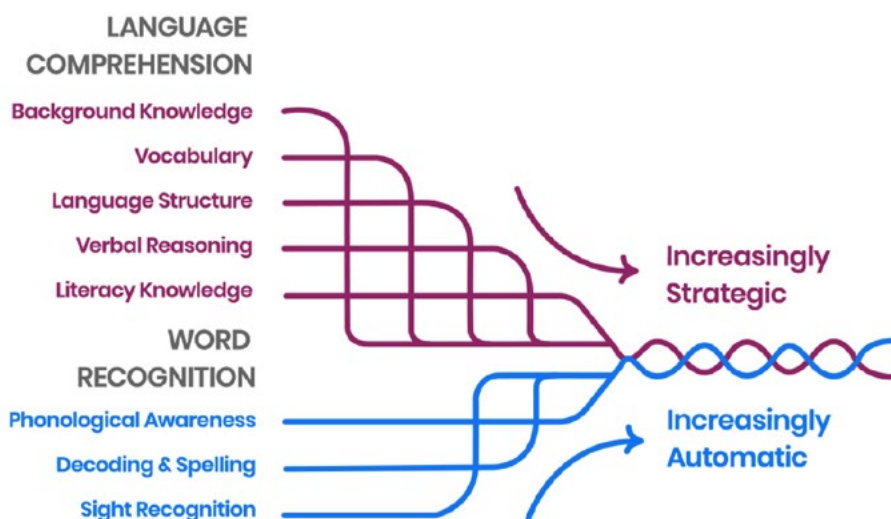 LANGUAGE
COMPREHENSION
Background Knowledge
Vocabulary
Language Structure
Verbal Reasoning
Literacy Knowledge
Increasingly
Strategic
WORD
RECOGNITION
Phonological Awareness
Decoding & Spelling
Sight Recognition
Increasingly
Automatic